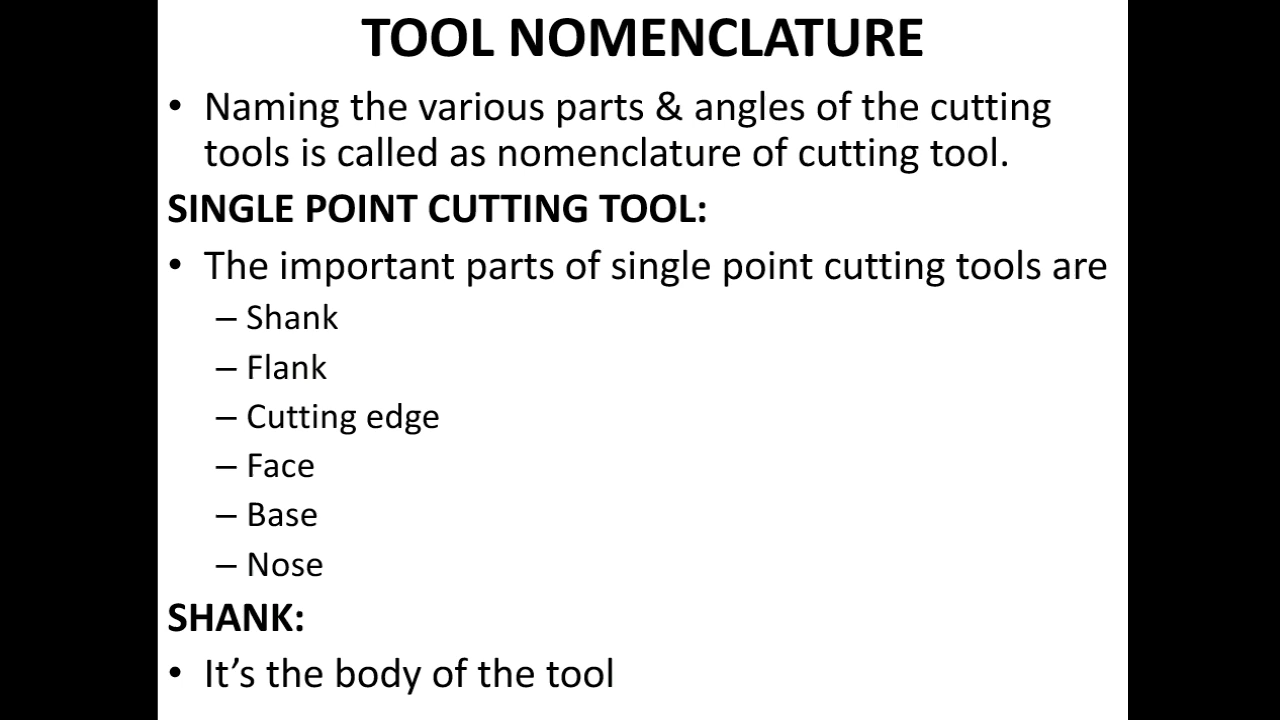 TOOL NOMENCLATURE
• Naming the various parts & angles of the cutting
tools is called as nomenclature of cutting tool.
SINGLE POINT CUTTING TOOL:
• The important parts of single point cutting tools are
– Shank
– Flank
– Cutting edge
– Face
– Base
– Nose
SHANK:
• It’s the body of the tool